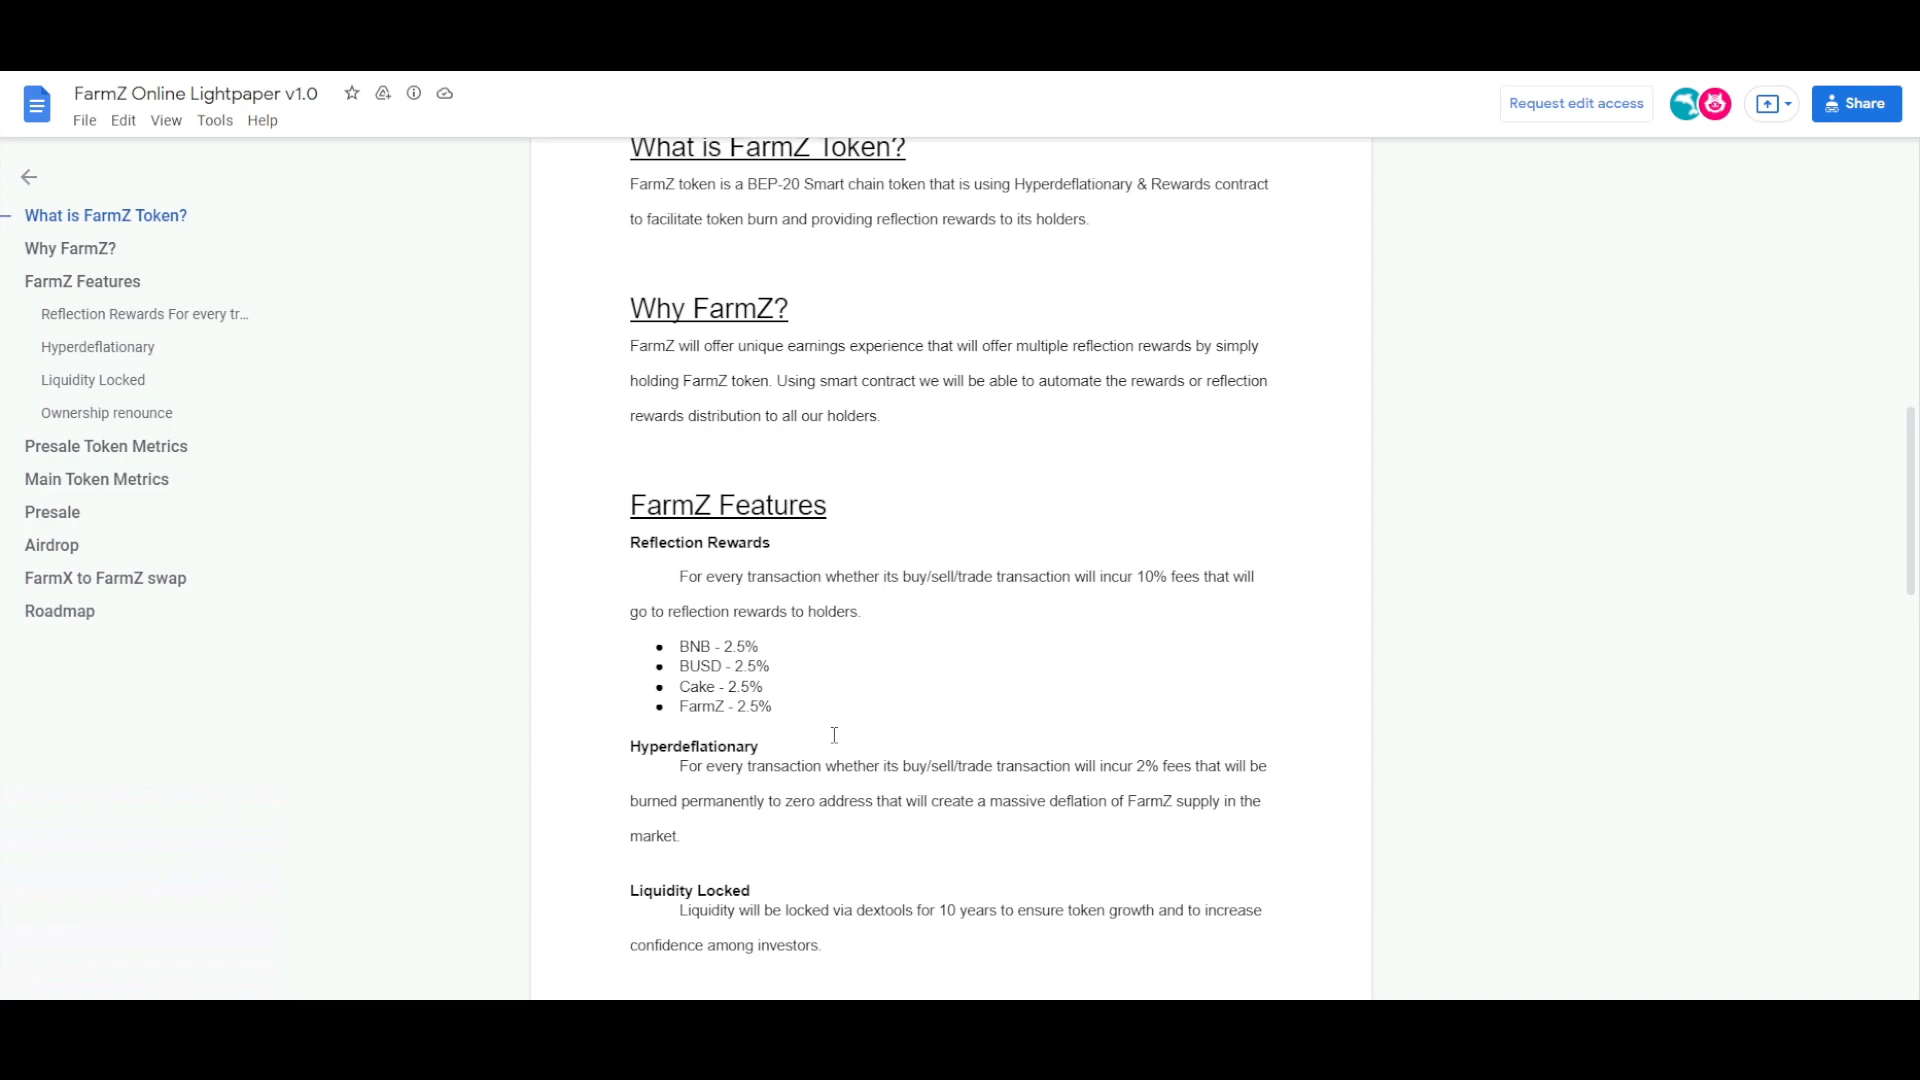 FarmZ Online Lightpaper v1.0
File Edit View Tools Help
Request edit access
Share
What is FarmZ Token?
Why FarmZ?
FarmZ Features
Reflection Rewards For every tr...
Hyperdeflationary
Liquidity Locked
Ownership renounce
Presale Token Metrics
Main Token Metrics
Presale
Airdrop
FarmX to FarmZ swap
Roadmap
What is FarmZ Token?
FarmZ token is a BEP-20 Smart chain token that is using Hyperdeflationary & Rewards contract
to facilitate token burn and providing reflection rewards to its holders.
Why FarmZ?
FarmZ will offer unique earnings experience that will offer multiple reflection rewards by simply
holding FarmZ token. Using smart contract we will be able to automate the rewards or reflection
rewards distribution to all our holders.
FarmZ Features
Reflection Rewards
For every transaction whether its buy/sell/trade transaction will incur 10% fees that will
go to reflection rewards to holders.
● BNB - 2.5%
● BUSD - 2.5%
● Cake - 2.5%
● FarmZ - 2.5%
Hyperdeflationary
For every transaction whether its buy/sell/trade transaction will incur 2% fees that will be
burned permanently to zero address that will create a massive deflation of FarmZ supply in the
market.
Liquidity Locked
Liquidity will be locked via dextools for 10 years to ensure token growth and to increase
confidence among investors.